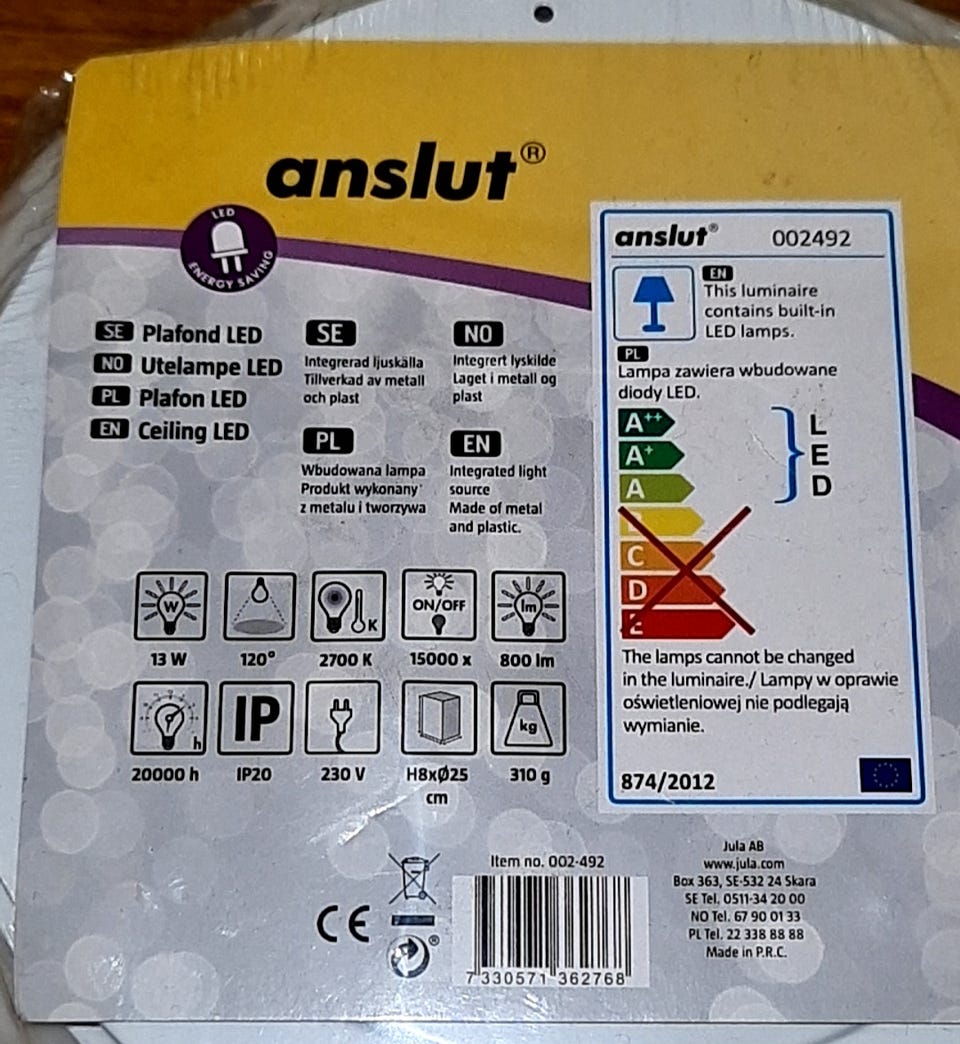 anslut®
LED
ENERGY SAVING
SE Plafond LED
NO Utelampe LED
PL Plafon LED
EN Ceiling LED
SE
Integrerad ljuskälla
Tillverkad av metall
och plast
NO
Integrert lyskilde
Laget i metall og
plast
PL
Wbudowana lampa
Produkt wykonany
z metalu i tworzywa
EN
Integrated light
source
Made of metal
and plastic.
W
13 W
120°
K
2700 K
ON/OFF
15000 x
lm
800 lm
h
20000 h
IP
IP20
230 V
H8xØ25
cm
kg
310 g
anslut® 002492
EN
This luminaire
contains built-in
LED lamps.
PL
Lampa zawiera wbudowane
diody LED.
A++
A+
A
C
D
E
L
E
D
The lamps cannot be changed
in the luminaire./ Lampy w oprawie
oświetleniowej nie podlegają
wymianie.
874/2012
CE
®
Item no. 002-492
7 330571 362768
Jula AB
www.jula.com
Box 363, SE-532 24 Skara
SE Tel. 0511-34 20 00
NO Tel. 67 90 01 33
PL Tel. 22 338 88 88
Made in P.R.C.